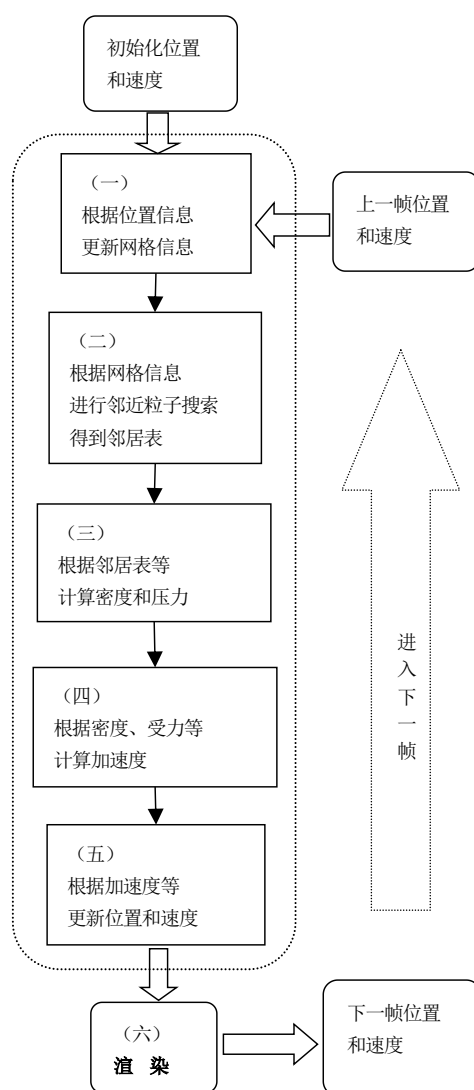 初始化位置
和速度
（一）
根据位置信息
更新网格信息
上一帧位置
和速度
（二）
根据网格信息
进行邻近粒子搜索
得到邻居表
（三）
根据邻居表等
计算密度和压力
（四）
根据密度、受力等
计算加速度
进
入
下
一
帧
（五）
根据加速度等
更新位置和速度
（六）
渲 染
下一帧位置
和速度